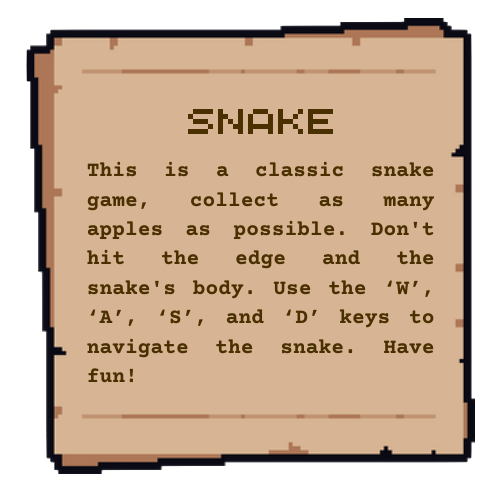 SNAKE
This is a classic snake
game, collect as many
apples as possible. Don't
hit the edge and the
snake's body. Use the ‘W’,
‘A’, ‘S’, and ‘D’ keys to
navigate the snake. Have
fun!